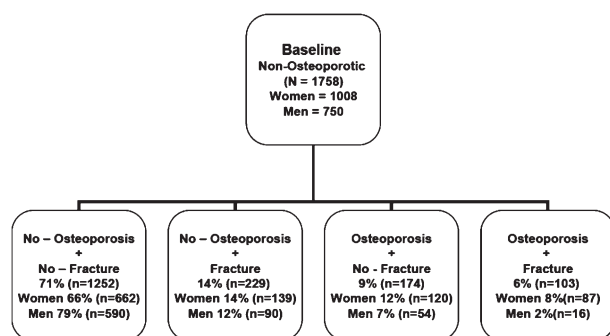 Baseline
Non-Osteoporotic
(N = 1758)
Women = 1008
Men = 750
No – Osteoporosis
+
No – Fracture
71% (n=1252)
Women 66% (n=662)
Men 79% (n=590)
No – Osteoporosis
+
Fracture
14% (n=229)
Women 14% (n=139)
Men 12% (n=90)
Osteoporosis
+
No - Fracture
9% (n=174)
Women 12% (n=120)
Men 7% (n=54)
Osteoporosis
+
Fracture
6% (n=103)
Women 8%(n=87)
Men 2%(n=16)